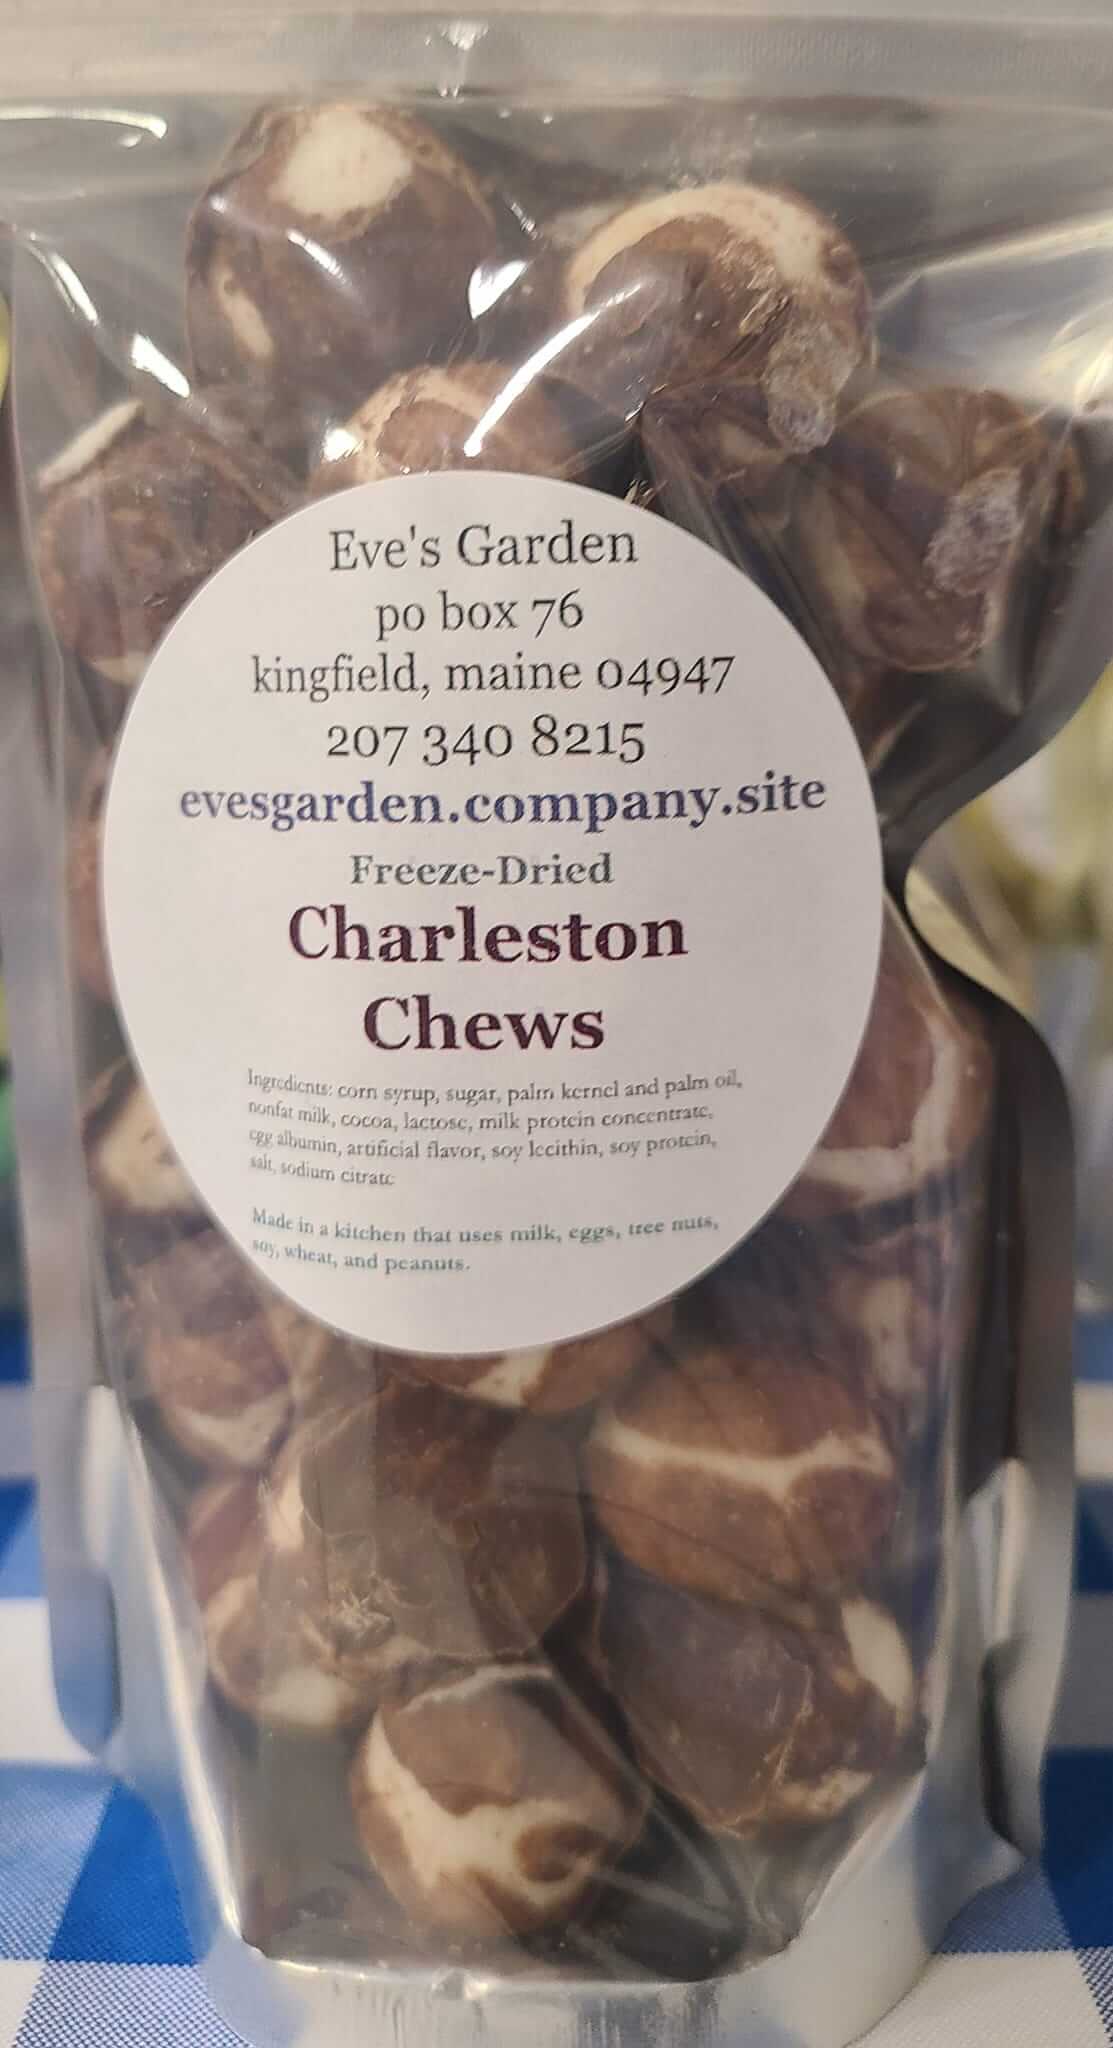 Eve's Garden
po box 76
kingfield, maine 04947
207 340 8215
evesgarden.company.site
Freeze-Dried
Charleston
Chews
Ingredients: corn syrup, sugar, palm kernel and palm oil,
nonfat milk, cocoa, lactose, milk protein concentrate,
egg albumin, artificial flavor, soy lecithin, soy protein,
salt, sodium citrate
Made in a kitchen that uses milk, eggs, tree nuts,
soy, wheat, and peanuts.